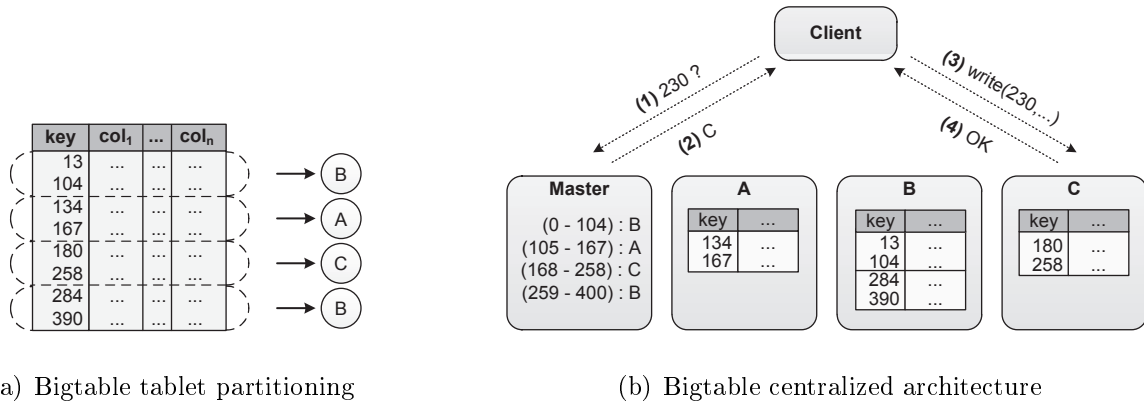 key col1 ... coln
13 ... ... ...
104 ... ... ...
134 ... ... ...
167 ... ... ...
180 ... ... ...
258 ... ... ...
284 ... ... ...
390 ... ... ...
B
A
C
B
a) Bigtable tablet partitioning
Client
(1) 230 ?
(2) C
(3) write(230,...)
(4) OK
Master
(0 - 104) : B
(105 - 167) : A
(168 - 258) : C
(259 - 400) : B
A
key ...
134 ...
167 ...
B
key ...
13 ...
104 ...
284 ...
390 ...
C
key ...
180 ...
258 ...
(b) Bigtable centralized architecture